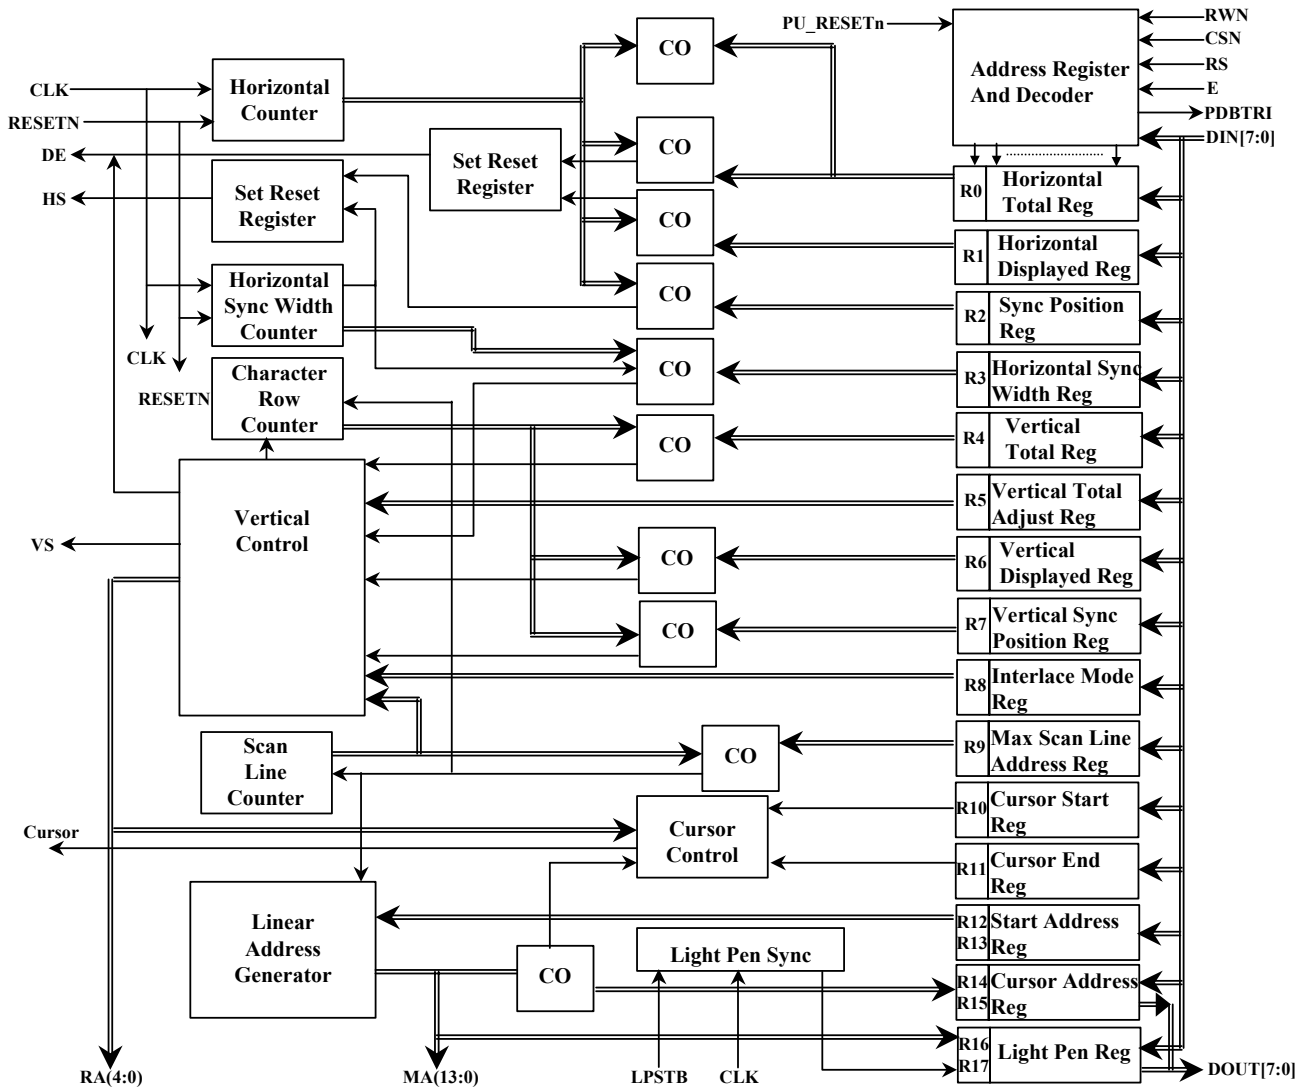 PU_RESETn
RWN
CSN
RS
E
PDBTRI
DIN[7:0]
Address Register
And Decoder
CLK
RESETN
DE
HS
Horizontal
Counter
CO
Set Reset
Register
CO
Set Reset
Register
CO
R0
Horizontal
Total Reg
R1
Horizontal
Displayed Reg
Horizontal
Sync Width
Counter
CO
R2
Sync Position
Reg
CLK
RESETN
Character
Row
Counter
CO
R3
Horizontal Sync
Width Reg
CO
R4
Vertical
Total Reg
Vertical
Control
R5
Vertical Total
Adjust Reg
VS
CO
R6
Vertical
Displayed Reg
CO
R7
Vertical Sync
Position Reg
R8
Interlace Mode
Reg
Scan
Line
Counter
CO
R9
Max Scan Line
Address Reg
Cursor
Cursor
Control
R10
Cursor Start
Reg
R11
Cursor End
Reg
Linear
Address
Generator
R12
R13
Start Address
Reg
Light Pen Sync
CO
R14
R15
Cursor Address
Reg
R16
R17
Light Pen Reg
RA(4:0)
MA(13:0)
LPSTB
CLK
DOUT[7:0]